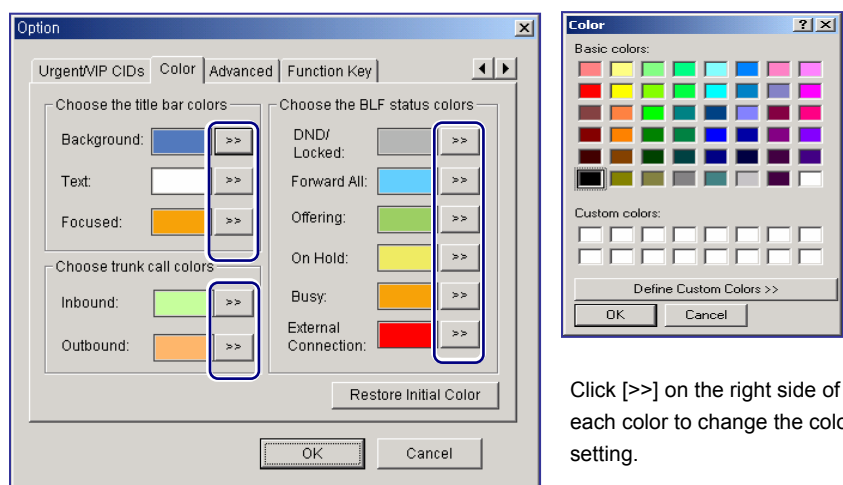 Option
Urgent/VIP CIDs Color Advanced Function Key
Choose the title bar colors
Background: >>
Text: >>
Focused: >>
Choose trunk call colors
Inbound: >>
Outbound: >>
Choose the BLF status colors
DND/
Locked: >>
Forward All: >>
Offering: >>
On Hold: >>
Busy: >>
External
Connection: >>
Restore Initial Color
OK Cancel
Color
Basic colors:
Custom colors:
Define Custom Colors >>
OK Cancel
Click [>>] on the right side of
each color to change the colo
setting.